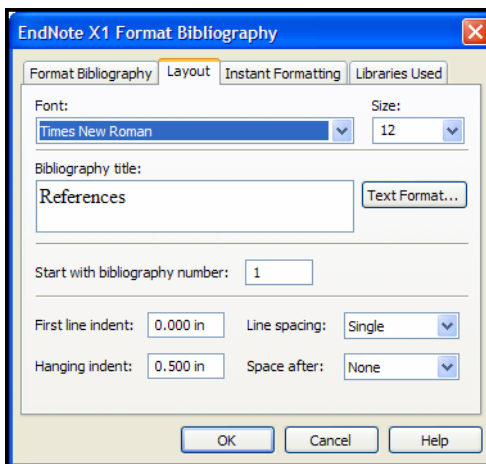 EndNote X1 Format Bibliography
Format Bibliography Layout Instant Formatting Libraries Used
Font: Size:
Times New Roman 12
Bibliography title:
References Text Format...
Start with bibliography number: 1
First line indent: 0.000 in Line spacing: Single
Hanging indent: 0.500 in Space after: None
OK Cancel Help